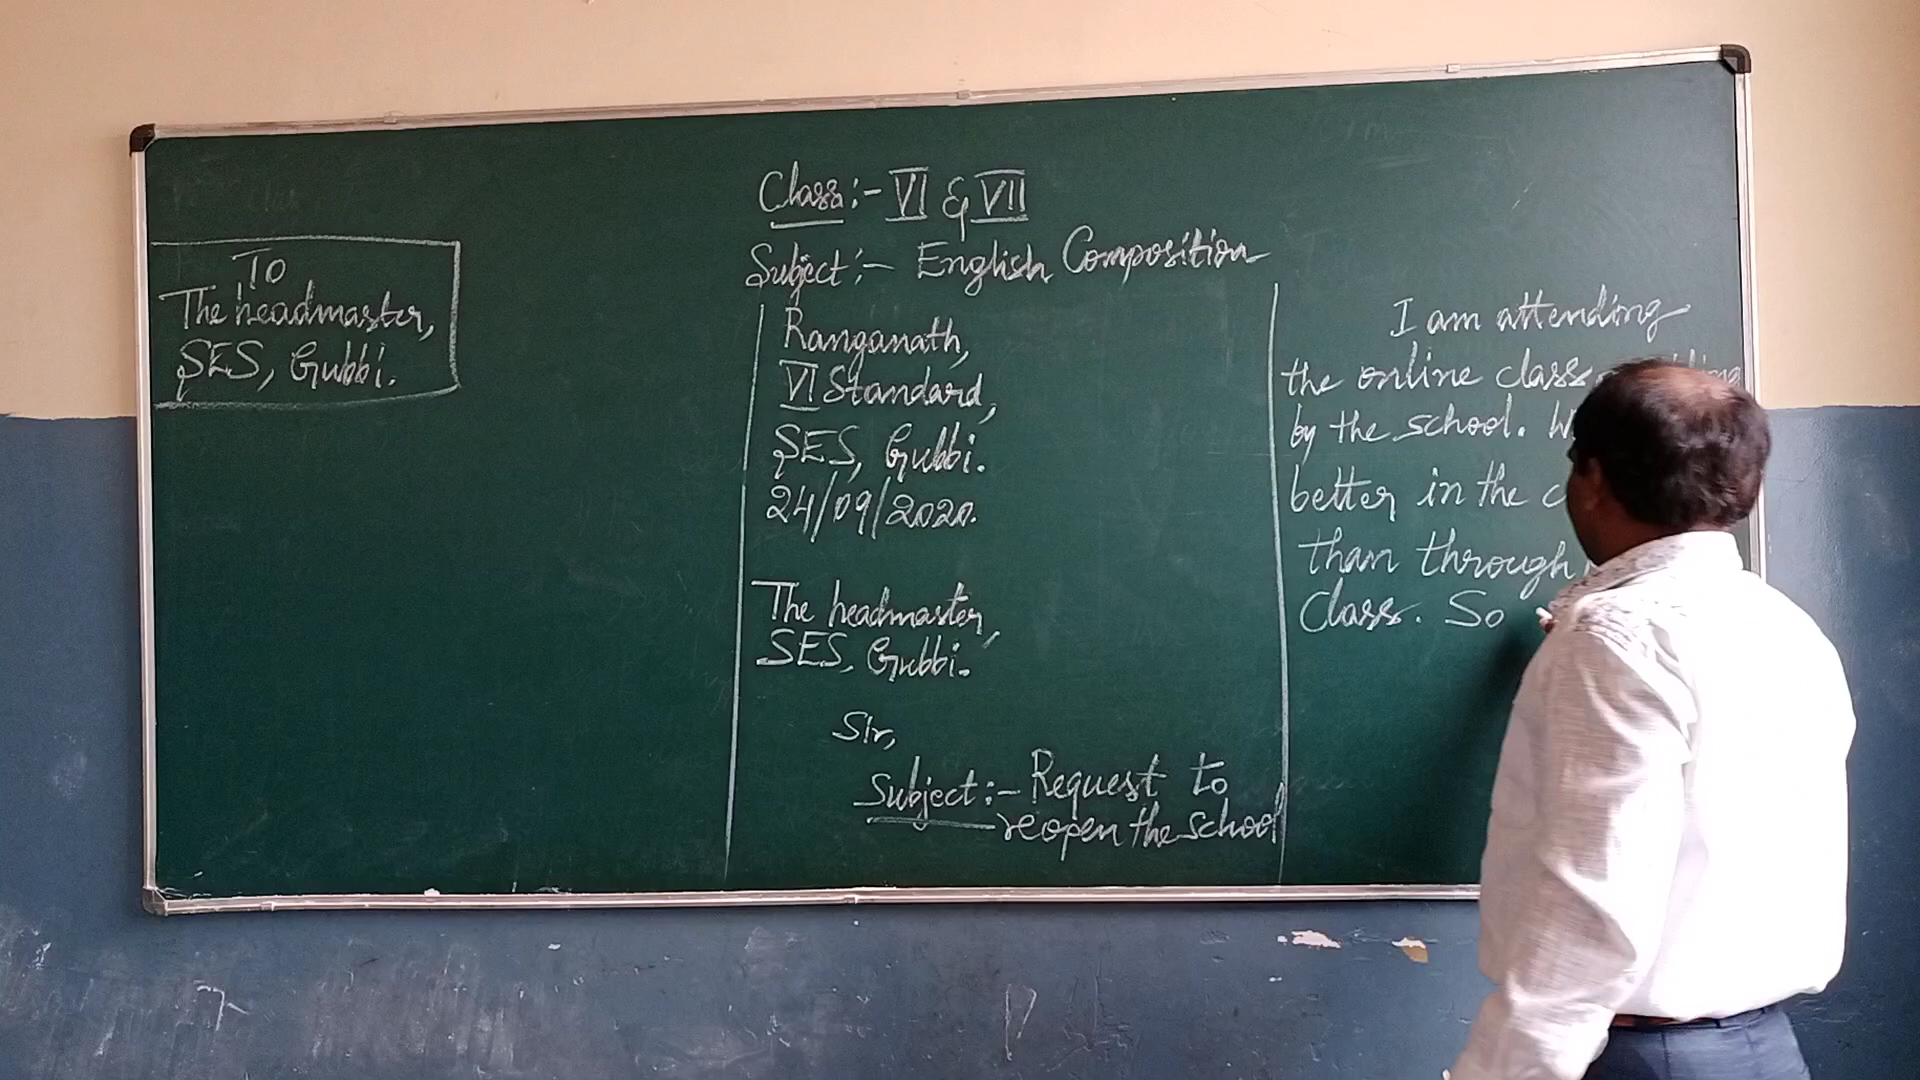 Class:- VI & VII
Subject:- English Composition
To
The headmaster,
SES, Gubbi.
Ranganath,
VI Standard,
SES, Gubbi.
24/09/2020.
The headmaster,
SES, Gubbi.
Sir,
Subject:- Request to
reopen the school
I am attending
the online class
by the school.
better in the
than through
class. So